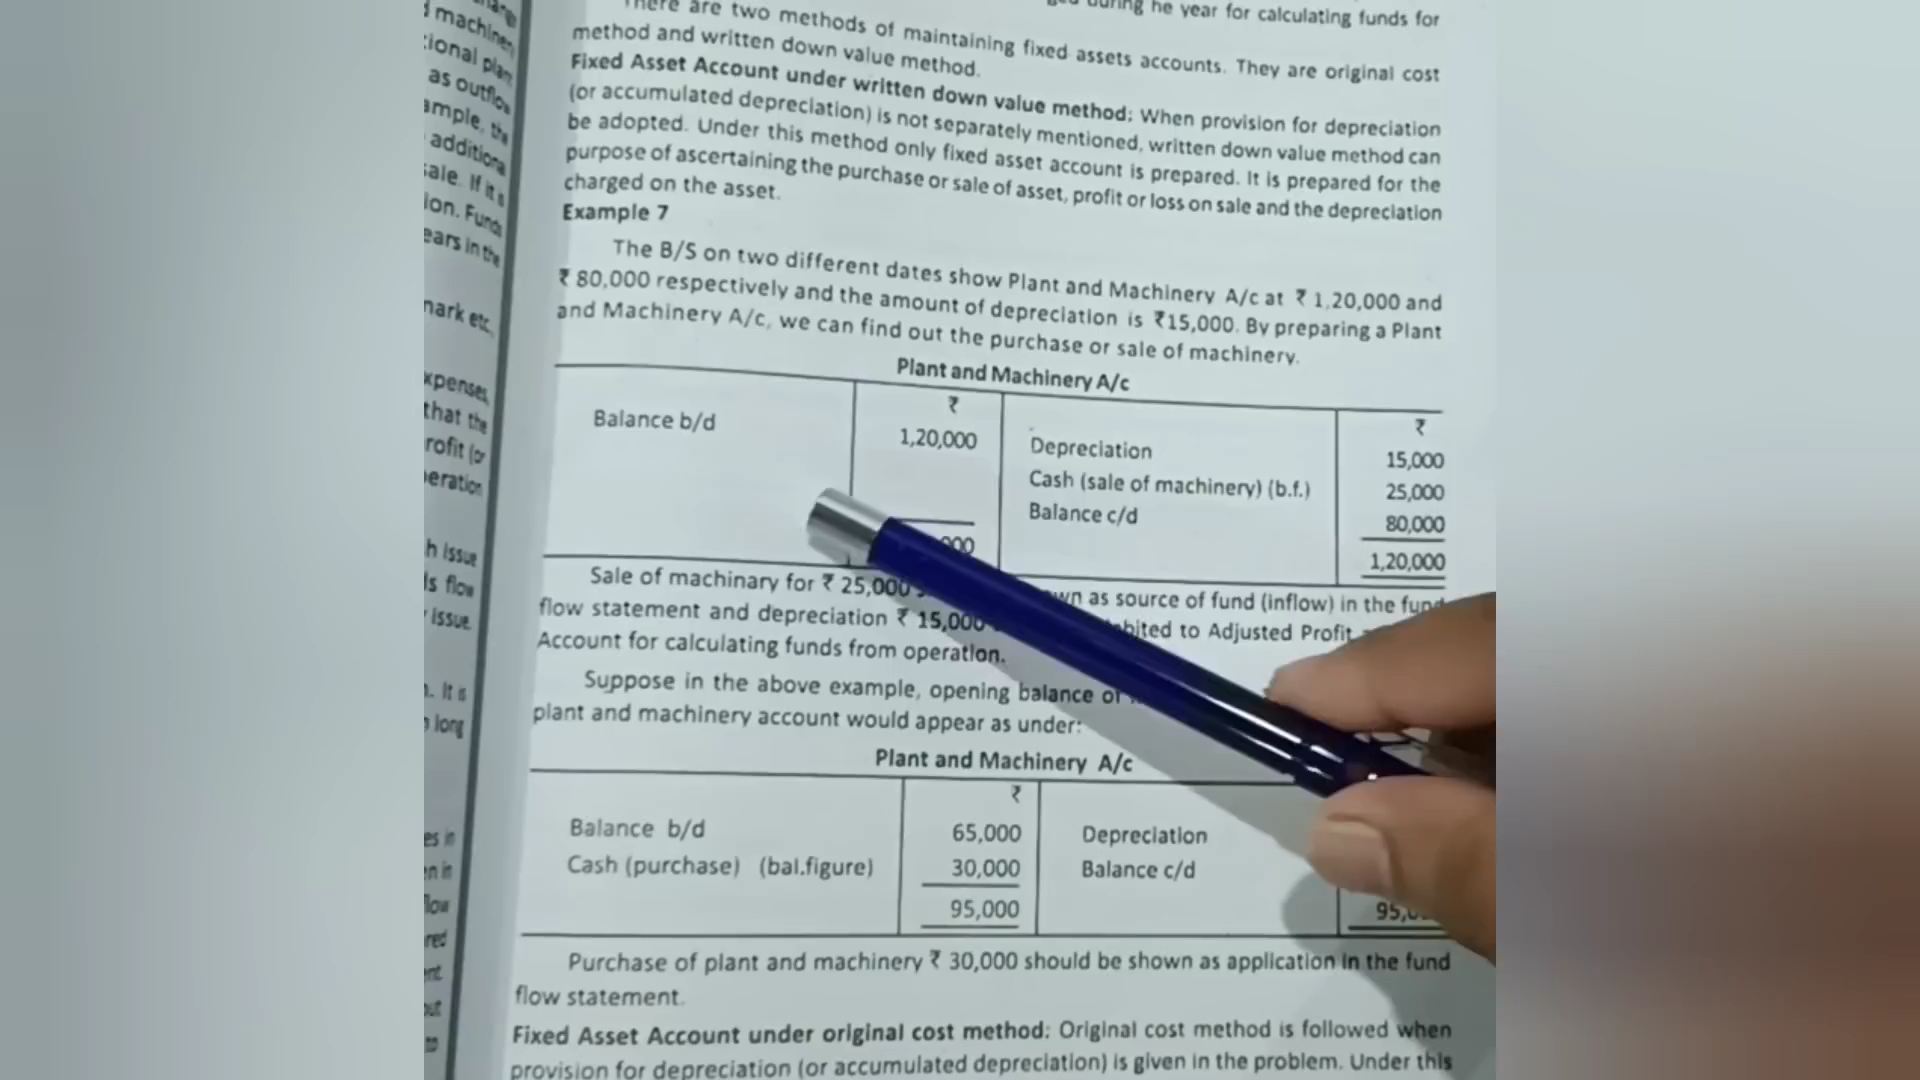 during he year for calculating funds for
There are two methods of maintaining fixed assets accounts. They are original cost
method and written down value method.
Fixed Asset Account under written down value method: When provision for depreciation
(or accumulated depreciation) is not separately mentioned, written down value method can
be adopted. Under this method only fixed asset account is prepared. It is prepared for the
purpose of ascertaining the purchase or sale of asset, profit or loss on sale and the depreciation
charged on the asset.
Example 7
The B/S on two different dates show Plant and Machinery A/c at ₹ 1,20,000 and
₹ 80,000 respectively and the amount of depreciation is ₹15,000. By preparing a Plant
and Machinery A/c, we can find out the purchase or sale of machinery.
Plant and Machinery A/c
₹ ₹
Balance b/d 1,20,000 Depreciation 15,000
Cash (sale of machinery) (b.f.) 25,000
Balance c/d 80,000
000 1,20,000
Sale of machinary for ₹ 25,000 as source of fund (inflow) in the fund
flow statement and depreciation ₹ 15,000 to Adjusted Profit
Account for calculating funds from operation.
Suppose in the above example, opening balance of
plant and machinery account would appear as under:
Plant and Machinery A/c
₹
Balance b/d 65,000 Depreciation
Cash (purchase) (bal.figure) 30,000 Balance c/d
95,000 95,0
Purchase of plant and machinery ₹ 30,000 should be shown as application in the fund
flow statement.
Fixed Asset Account under original cost method: Original cost method is followed when
provision for depreciation (or accumulated depreciation) is given in the problem. Under this